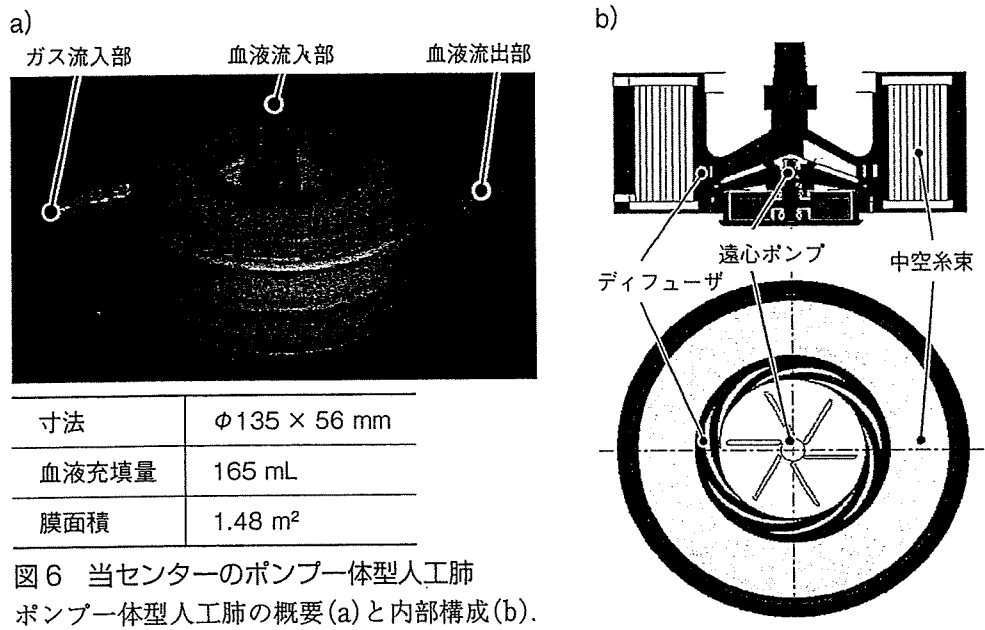 a)
ガス流入部
血液流入部
血液流出部
寸法 Φ135 × 56 mm
血液充填量 165 mL
膜面積 1.48 m²
図6 当センターのポンプ一体型人工肺
ポンプ一体型人工肺の概要(a)と内部構成(b).
b)
ディフューザ
遠心ポンプ
中空糸束